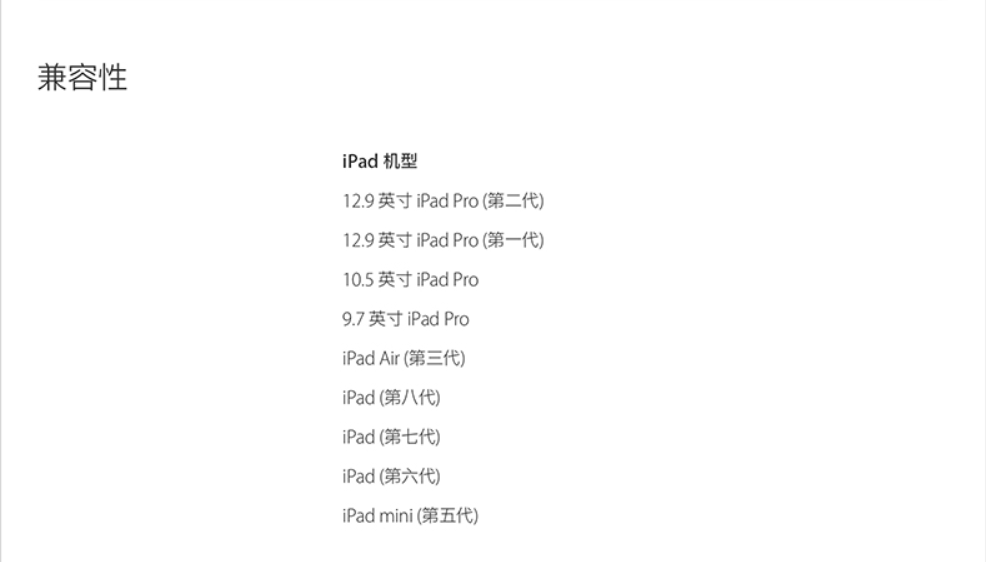 兼容性
iPad 机型
12.9 英寸 iPad Pro (第二代)
12.9 英寸 iPad Pro (第一代)
10.5 英寸 iPad Pro
9.7 英寸 iPad Pro
iPad Air (第三代)
iPad (第八代)
iPad (第七代)
iPad (第六代)
iPad mini (第五代)